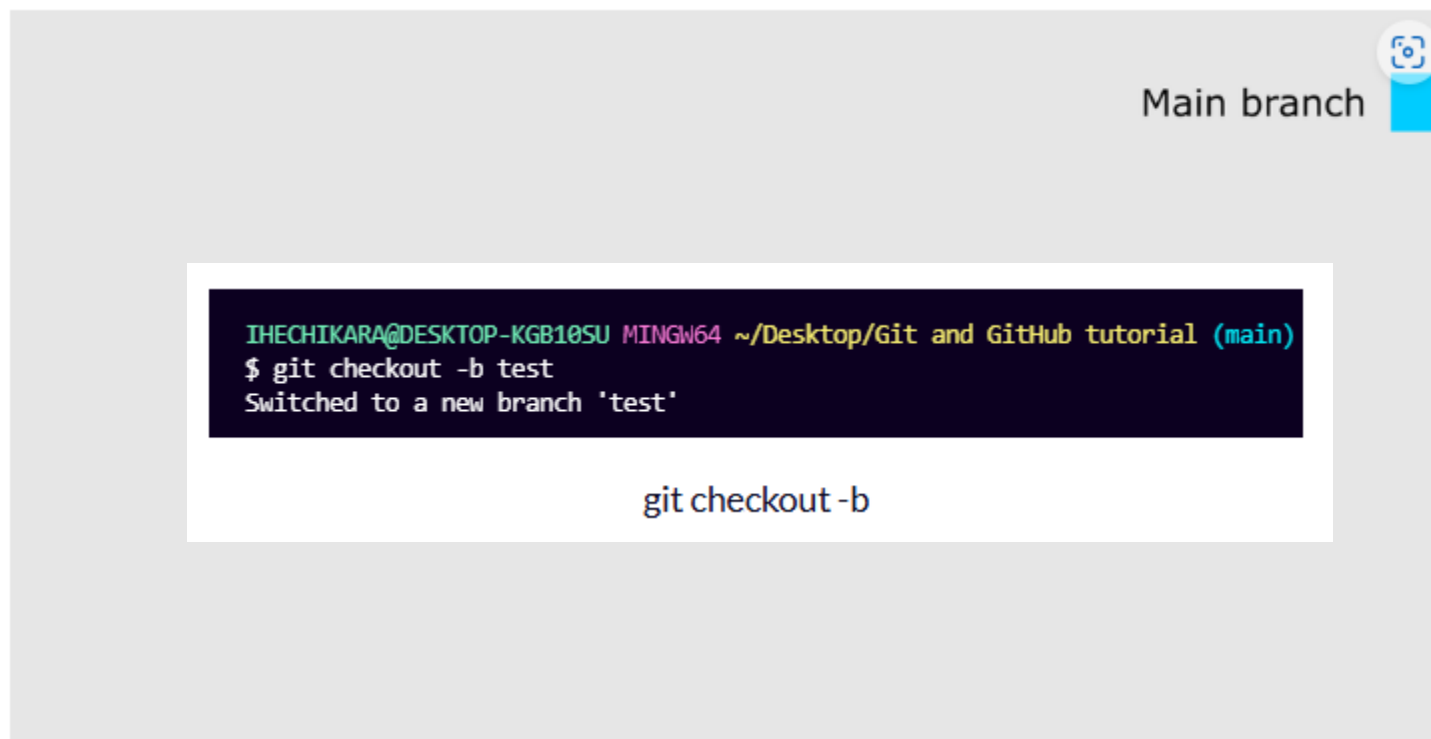 Main branch
IHECHIKARA@DESKTOP-KGB10SU MINGW64 ~/Desktop/Git and GitHub tutorial (main)
$ git checkout -b test
Switched to a new branch 'test'
git checkout -b